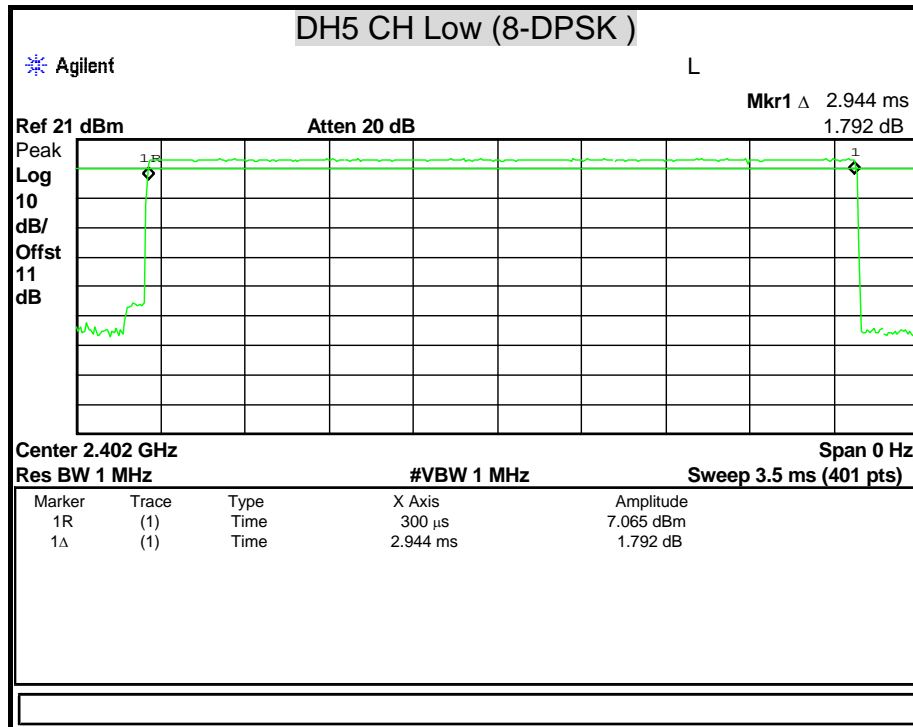 DH5 CH Low (8-DPSK )
Agilent
L
Mkr1 Δ 2.944 ms
Ref 21 dBm Atten 20 dB 1.792 dB
Peak
Log
10
dB/
Offst
11
dB
1R
1
Center 2.402 GHz Span 0 Hz
Res BW 1 MHz #VBW 1 MHz Sweep 3.5 ms (401 pts)
Marker Trace Type X Axis Amplitude
1R (1) Time 300 μs 7.065 dBm
1Δ (1) Time 2.944 ms 1.792 dB